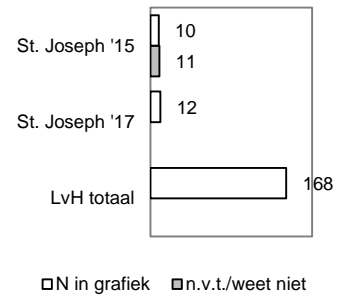 St. Joseph '15 10
11
St. Joseph '17 12
LvH totaal 168
N in grafiek n.v.t./weet niet